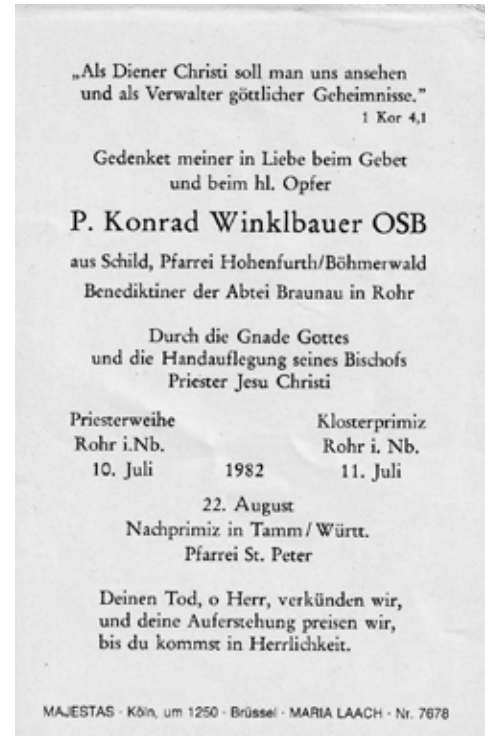 „Als Diener Christi soll man uns ansehen
und als Verwalter göttlicher Geheimnisse."
1 Kor 4,1
Gedenket meiner in Liebe beim Gebet
und beim hl. Opfer
P. Konrad Winklbauer OSB
aus Schild, Pfarrei Hohenfurth/Böhmerwald
Benediktiner der Abtei Braunau in Rohr
Durch die Gnade Gottes
und die Handauflegung seines Bischofs
Priester Jesu Christi
Priesterweihe Klosterprimiz
Rohr i.Nb. Rohr i. Nb.
10. Juli 1982 11. Juli
22. August
Nachprimiz in Tamm / Württ.
Pfarrei St. Peter
Deinen Tod, o Herr, verkünden wir,
und deine Auferstehung preisen wir,
bis du kommst in Herrlichkeit.
MAJESTAS · Köln, um 1250 · Brüssel · MARIA LAACH · Nr. 7678